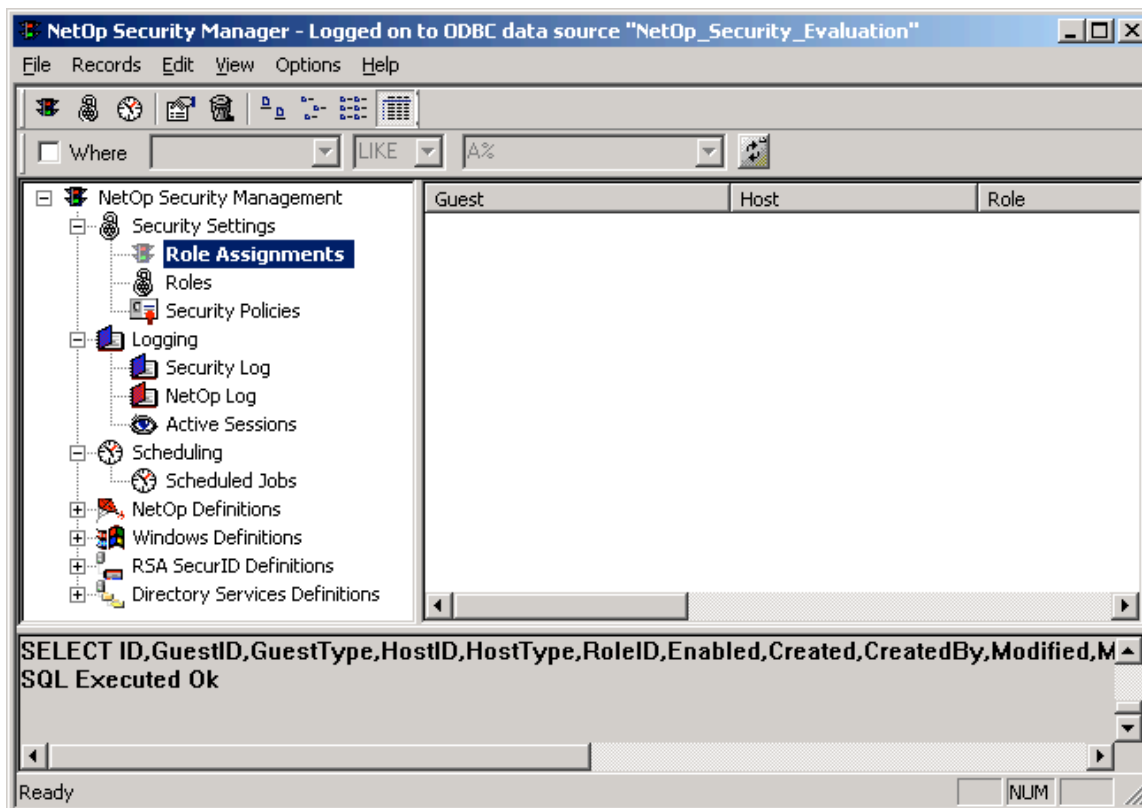 NetOp Security Manager - Logged on to ODBC data source "NetOp_Security_Evaluation"
File Records Edit View Options Help
Where LIKE A%
NetOp Security Management
Security Settings
Role Assignments
Roles
Security Policies
Logging
Security Log
NetOp Log
Active Sessions
Scheduling
Scheduled Jobs
NetOp Definitions
Windows Definitions
RSA SecurID Definitions
Directory Services Definitions
Guest Host Role
SELECT ID,GuestID,GuestType,HostID,HostType,RoleID,Enabled,Created,CreatedBy,Modified,M
SQL Executed Ok
Ready NUM